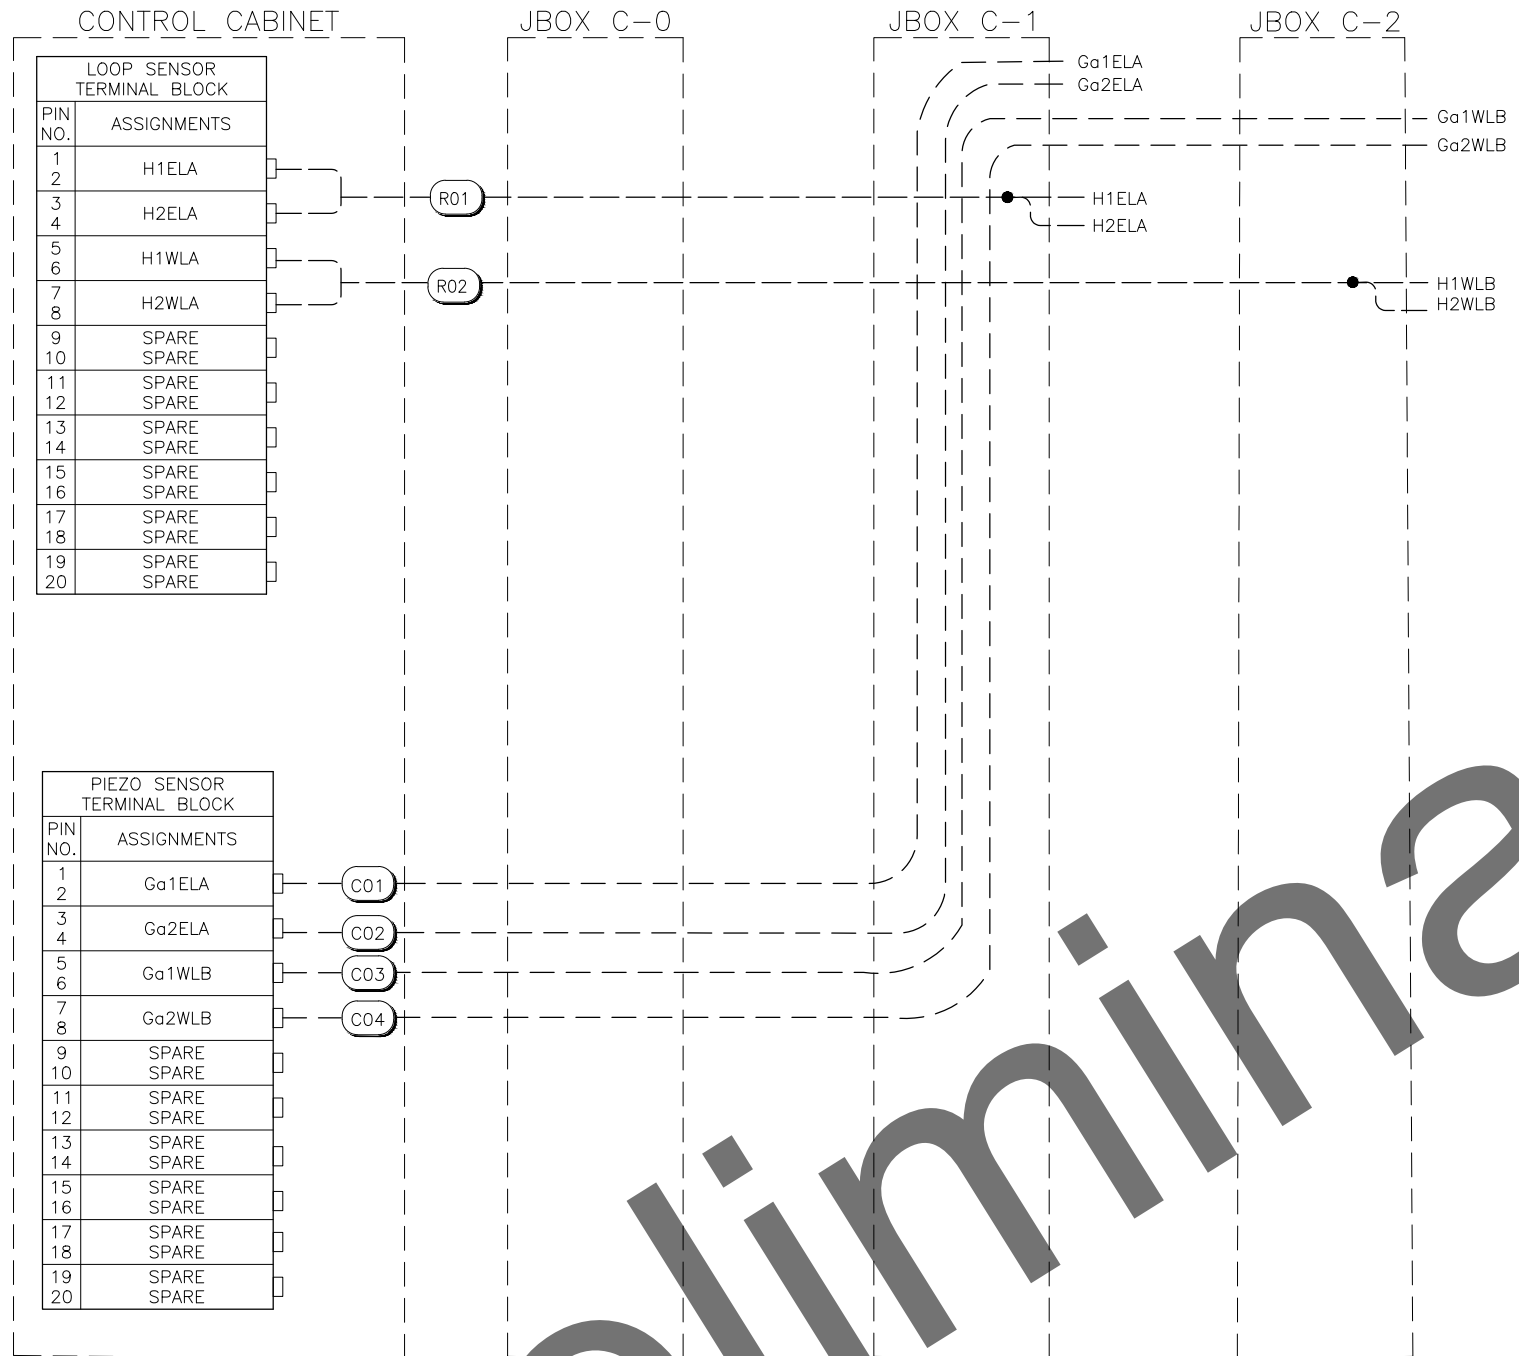 CONTROL CABINET
JBOX C-0
JBOX C-1
JBOX C-2
LOOP SENSOR
TERMINAL BLOCK
PIN
NO.
ASSIGNMENTS
1
2
H1ELA
3
4
H2ELA
5
6
H1WLA
7
8
H2WLA
9 SPARE
10 SPARE
11 SPARE
12 SPARE
13 SPARE
14 SPARE
15 SPARE
16 SPARE
17 SPARE
18 SPARE
19 SPARE
20 SPARE
R01
R02
Ga1ELA
Ga2ELA
Ga1WLB
Ga2WLB
H1ELA
H2ELA
H1WLB
H2WLB
PIEZO SENSOR
TERMINAL BLOCK
PIN
NO.
ASSIGNMENTS
1
2
Ga1ELA
3
4
Ga2ELA
5
6
Ga1WLB
7
8
Ga2WLB
9 SPARE
10 SPARE
11 SPARE
12 SPARE
13 SPARE
14 SPARE
15 SPARE
16 SPARE
17 SPARE
18 SPARE
19 SPARE
20 SPARE
C01
C02
C03
C04
limina